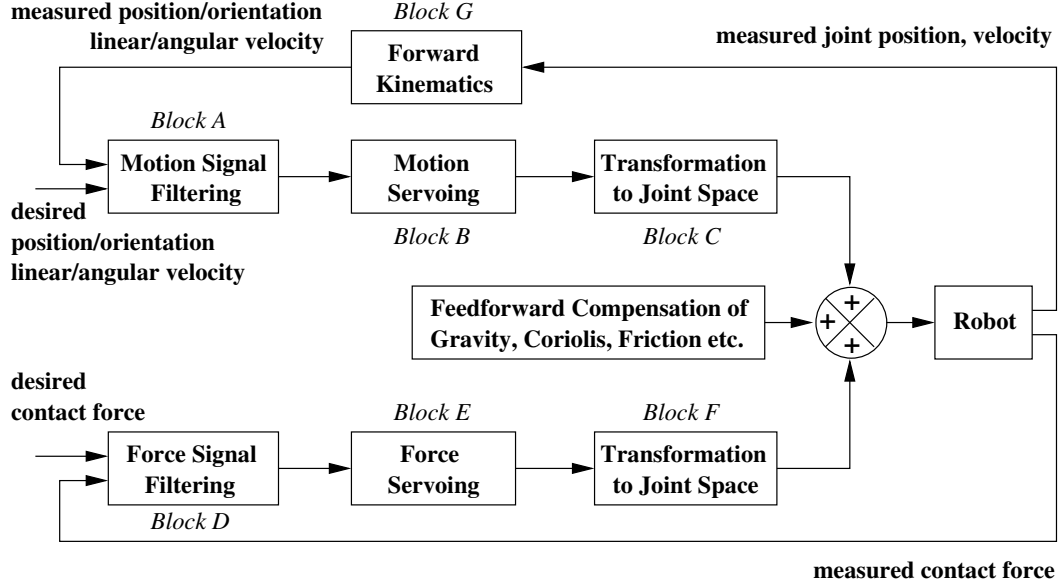 measured position/orientation
linear/angular velocity
Block G
Forward
Kinematics
measured joint position, velocity
Block A
Motion Signal
Filtering
Motion
Servoing
Transformation
to Joint Space
desired
position/orientation
linear/angular velocity
Block B
Block C
Feedforward Compensation of
Gravity, Coriolis, Friction etc.
+
+
+
Robot
desired
contact force
Block E
Block F
Force Signal
Filtering
Force
Servoing
Transformation
to Joint Space
Block D
measured contact force